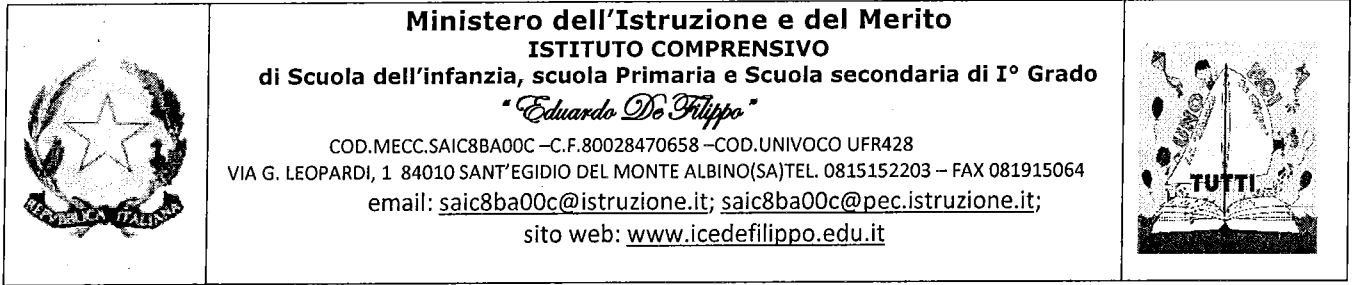 Ministero dell'Istruzione e del Merito
ISTITUTO COMPRENSIVO
di Scuola dell'infanzia, scuola Primaria e Scuola secondaria di I° Grado
"Eduardo De Filippo"
COD.MECC.SAIC8BA00C –C.F.80028470658 –COD.UNIVOCO UFR428
VIA G. LEOPARDI, 1 84010 SANT'EGIDIO DEL MONTE ALBINO(SA)TEL. 0815152203 – FAX 081915064
email: saic8ba00c@istruzione.it; saic8ba00c@pec.istruzione.it;
sito web: www.icedefilippo.edu.it
REPVBBLICA ITALIANA
UNO
TUTTI